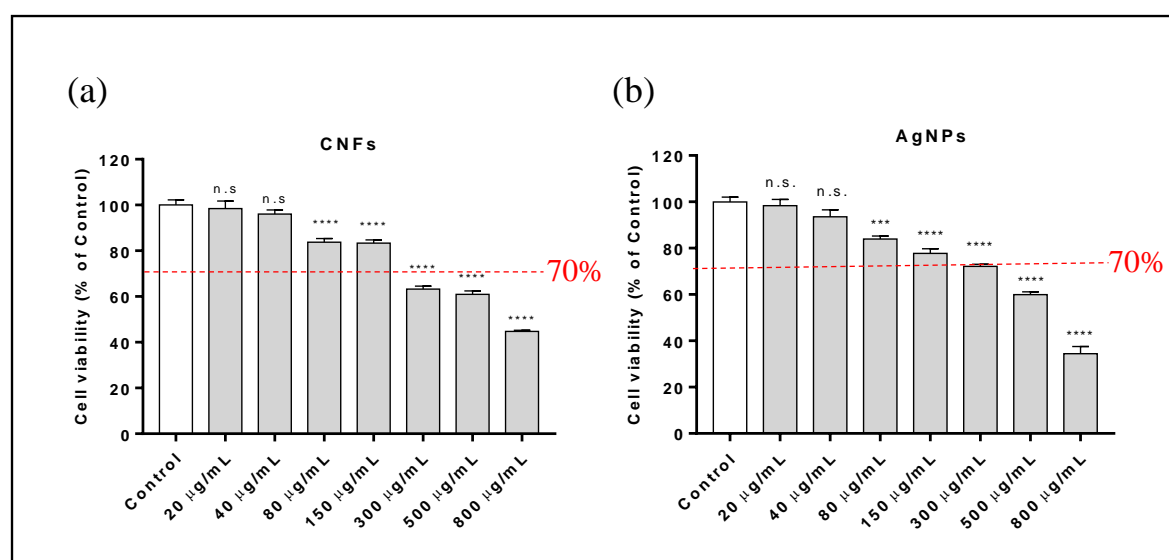 (a)
CNFs
Cell viability (% of Control)
120
100
80
60
40
20
0
n.s
n.s
****
****
****
****
****
70%
Control
20 µg/mL
40 µg/mL
80 µg/mL
150 µg/mL
300 µg/mL
500 µg/mL
800 µg/mL
(b)
AgNPs
Cell viability (% of Control)
120
100
80
60
40
20
0
n.s.
n.s.
***
****
****
****
****
70%
Control
20 µg/mL
40 µg/mL
80 µg/mL
150 µg/mL
300 µg/mL
500 µg/mL
800 µg/mL